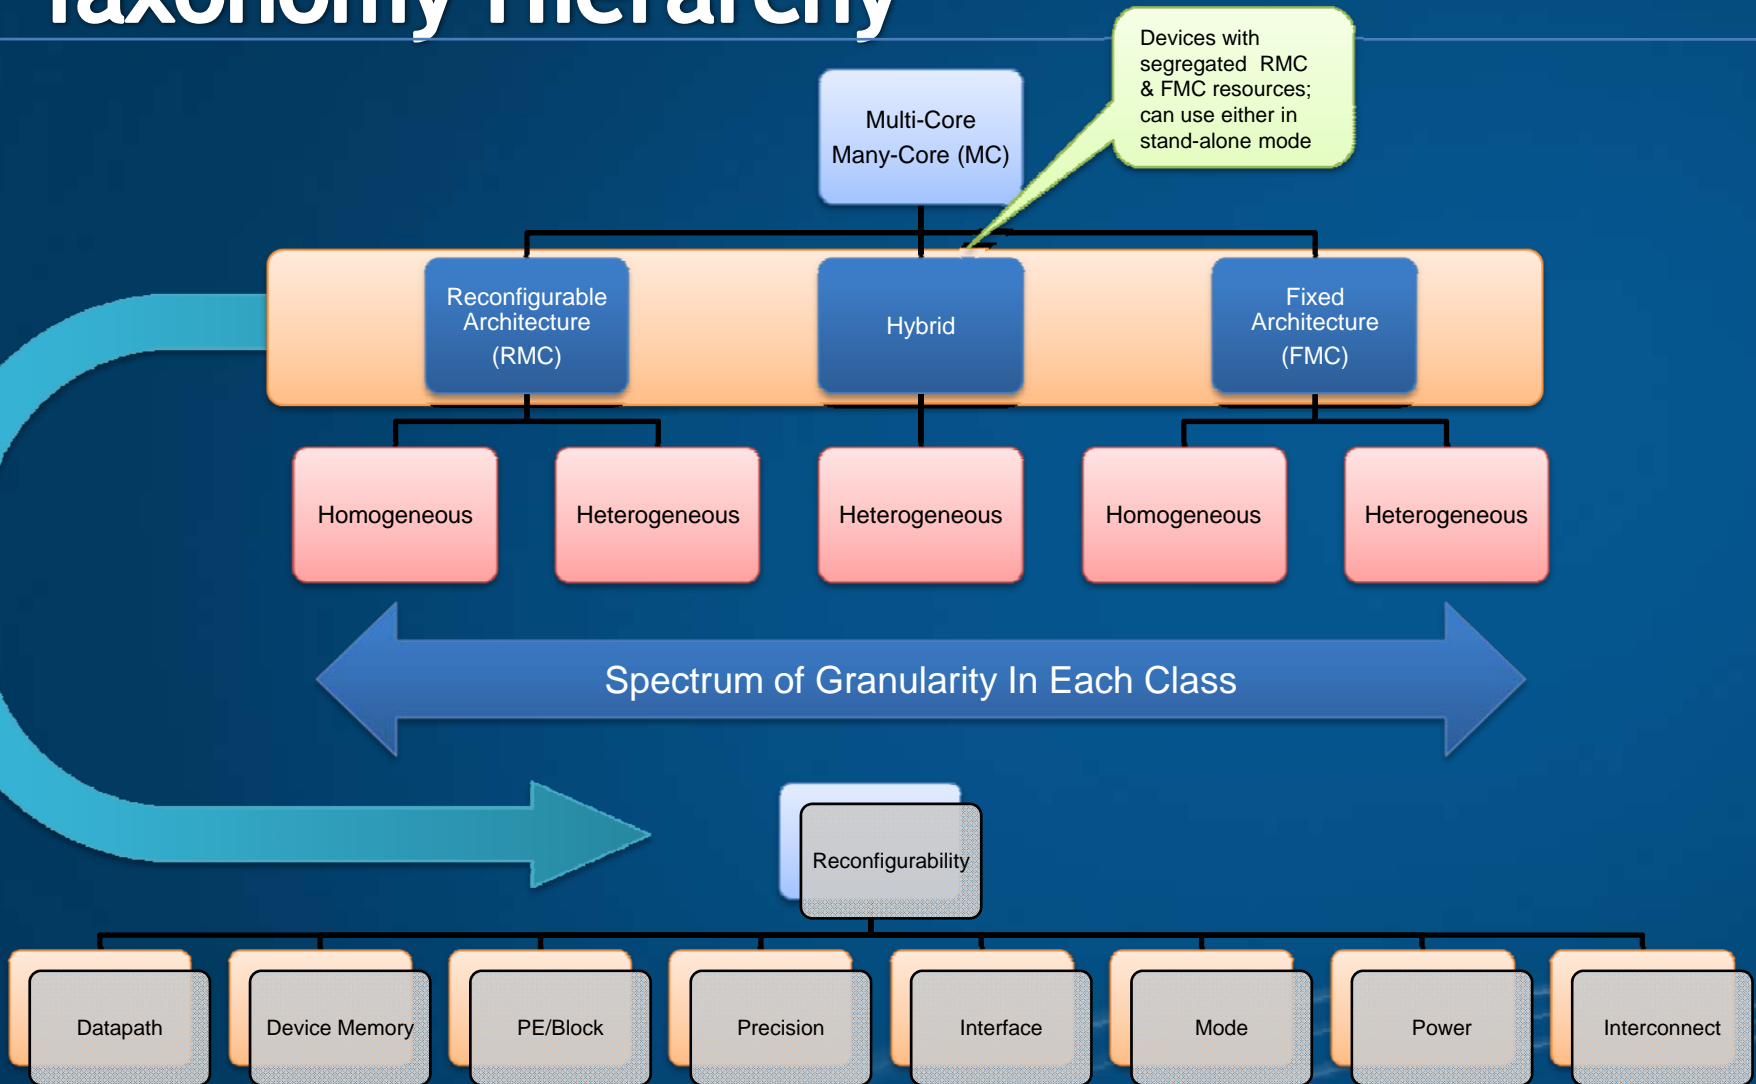 Taxonomy Hierarchy
Devices with
segregated RMC
& FMC resources;
can use either in
stand-alone mode
Multi-Core
Many-Core (MC)
Reconfigurable
Architecture
(RMC)
Hybrid
Fixed
Architecture
(FMC)
Homogeneous
Heterogeneous
Heterogeneous
Homogeneous
Heterogeneous
Spectrum of Granularity In Each Class
Reconfigurability
Datapath
Device Memory
PE/Block
Precision
Interface
Mode
Power
Interconnect